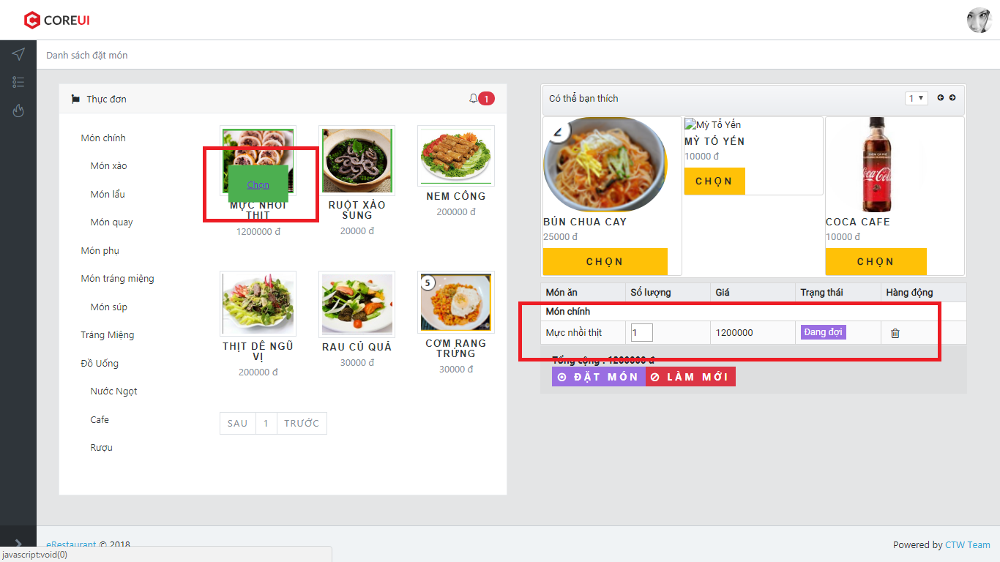 COREUI
Danh sách đặt món
Thực đơn
1
Món chính
Món xào
Món lẩu
Món quay
Món phụ
Món tráng miệng
Món súp
Tráng Miệng
Đồ Uống
Nước Ngọt
Cafe
Rượu
Chọn
MỰC NHỒI
THỊT
1200000 đ
RUỘT XÀO
SUNG
20000 đ
NEM CÔNG
200000 đ
THỊT DÊ NGŨ
VỊ
200000 đ
RAU CỦ QUẢ
30000 đ
5
CƠM RANG
TRỨNG
30000 đ
SAU 1 TRƯỚC
Có thể bạn thích
1
2
BÚN CHUA CAY
25000 đ
CHỌN
Mỳ Tổ Yến
MỲ TỔ YẾN
10000 đ
CHỌN
Coca-Cola
COCA CAFE
10000 đ
CHỌN
Món ăn Số lượng Giá Trạng thái Hàng động
Món chính
Mực nhồi thịt 1 1200000 Đang đợi
Tổng cộng : 1200000 đ
ĐẶT MÓN LÀM MỚI
eRestaurant © 2018
Powered by CTW Team
javascript:void(0)